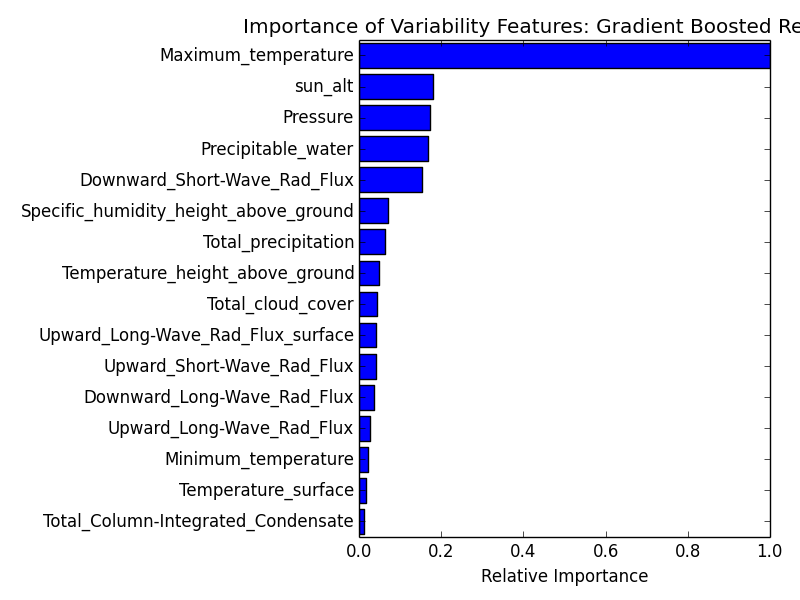 Importance of Variability Features: Gradient Boosted Re
Maximum_temperature
sun_alt
Pressure
Precipitable_water
Downward_Short-Wave_Rad_Flux
Specific_humidity_height_above_ground
Total_precipitation
Temperature_height_above_ground
Total_cloud_cover
Upward_Long-Wave_Rad_Flux_surface
Upward_Short-Wave_Rad_Flux
Downward_Long-Wave_Rad_Flux
Upward_Long-Wave_Rad_Flux
Minimum_temperature
Temperature_surface
Total_Column-Integrated_Condensate
0.0 0.2 0.4 0.6 0.8 1.0
Relative Importance